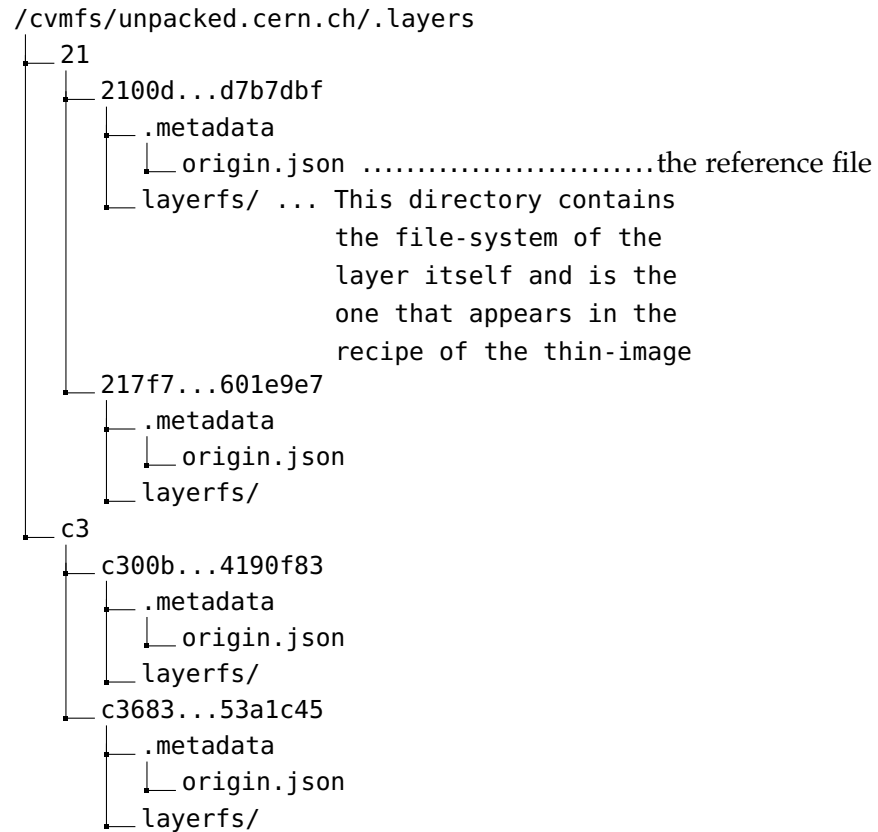 /cvmfs/unpacked.cern.ch/.layers
21
2100d...d7b7dbf
.metadata
origin.json ...........................the reference file
layerfs/ ... This directory contains
the file-system of the
layer itself and is the
one that appears in the
recipe of the thin-image
217f7...601e9e7
.metadata
origin.json
layerfs/
c3
c300b...4190f83
.metadata
origin.json
layerfs/
c3683...53a1c45
.metadata
origin.json
layerfs/